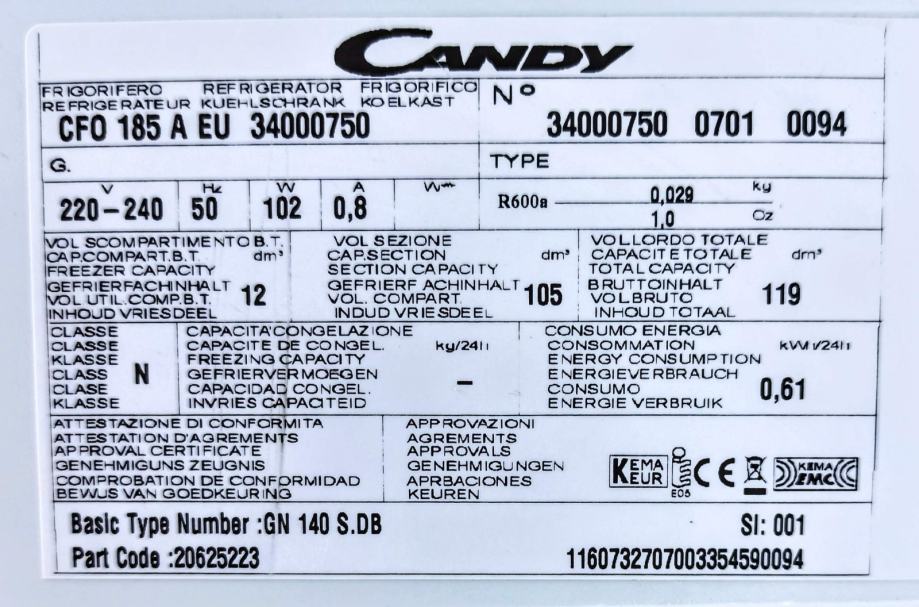 CANDY
FRIGORIFERO REFRIGERATOR FRIGORIFICO
REFRIGERATEUR KUEHLSCHRANK KOELKAST
CFO 185 A EU 34000750
N°
34000750 0701 0094
G.
TYPE
V Hz W A W
220-240 50 102 0,8
R600a 0,029 kg
1,0 Oz
VOL SCOMPARTIMENTO B.T.
CAP.COMPART.B.T. dm³
FREEZER CAPACITY
GEFRIERFACHINHALT
VOL UTIL.COMP.B.T. 12
INHOUD VRIESDEEL
VOL SEZIONE
CAP.SECTION dm³
SECTION CAPACITY
GEFRIERFACHINHALT
VOL. COMPART. 105
INDUD VRIESDEEL
VOLLORDO TOTALE
CAPACITE TOTALE dm³
TOTAL CAPACITY
BRUTTOINHALT
VOLBRUTO 119
INHOUD TOTAAL
CLASSE
CLASSE
KLASSE
CLASS N
CLASE
KLASSE
CAPACITA'CONGELAZIONE
CAPACITE DE CONGEL. kg/24h
FREEZING CAPACITY
GEFRIERVERMOEGEN
CAPACIDAD CONGEL. –
INVRIES CAPACITEID
CONSUMO ENERGIA
CONSOMMATION kWh/24h
ENERGY CONSUMPTION
ENERGIEVERBRAUCH
CONSUMO 0,61
ENERGIE VERBRUIK
ATTESTAZIONE DI CONFORMITA
ATTESTATION D'AGREMENTS
APPROVAL CERTIFICATE
GENEHMIGUNS ZEUGNIS
COMPROBATION DE CONFORMIDAD
BEWUS VAN GOEDKEURING
APPROVAZIONI
AGREMENTS
APPROVALS
GENEHMIGUNGEN
APRBACIONES
KEUREN
KEMA
KEUR
E05
CE
KEMA
EMC
Basic Type Number :GN 140 S.DB SI: 001
Part Code :20625223 1160732707003354590094